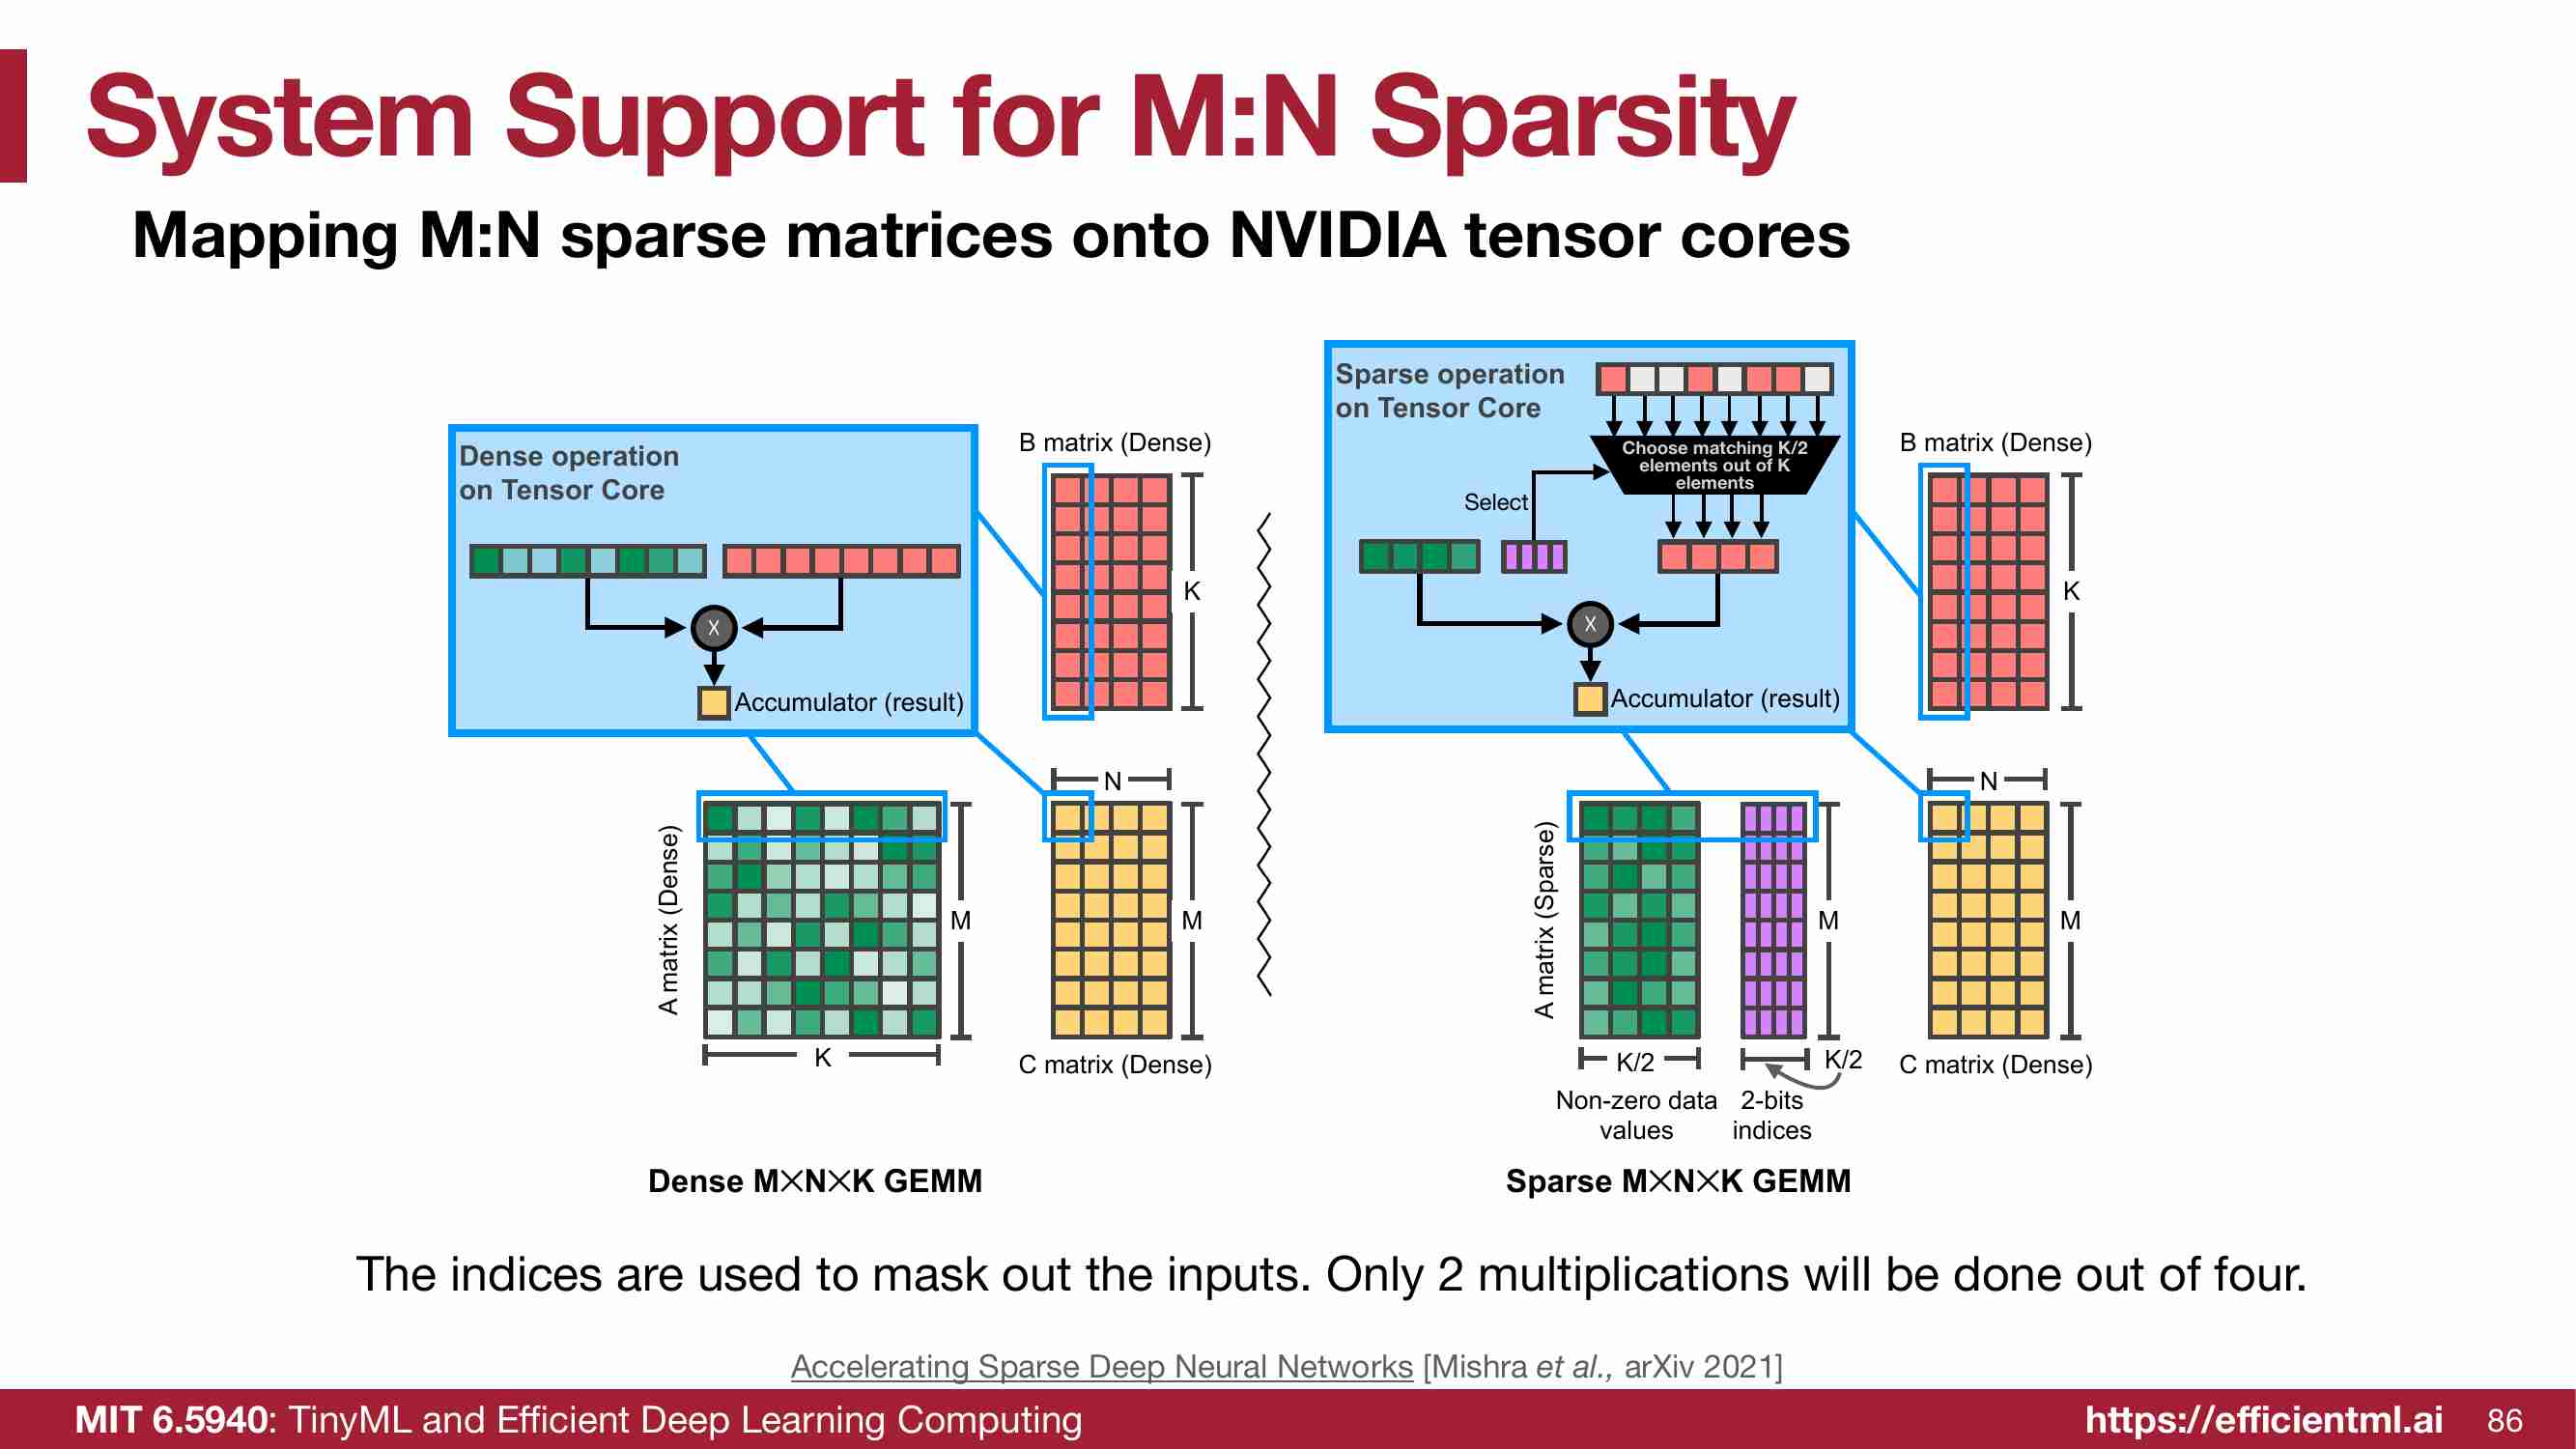 System Support for M:N Sparsity
Mapping M:N sparse matrices onto NVIDIA tensor cores
Dense operation
on Tensor Core
X
Accumulator (result)
B matrix (Dense)
K
A matrix (Dense)
M
K
N
M
C matrix (Dense)
Dense M×N×K GEMM
Sparse operation
on Tensor Core
Choose matching K/2
elements out of K
elements
Select
X
Accumulator (result)
B matrix (Dense)
K
A matrix (Sparse)
M
K/2
K/2
Non-zero data
values
2-bits
indices
N
M
C matrix (Dense)
Sparse M×N×K GEMM
The indices are used to mask out the inputs. Only 2 multiplications will be done out of four.
Accelerating Sparse Deep Neural Networks [Mishra et al., arXiv 2021]
MIT 6.5940: TinyML and Efficient Deep Learning Computing
https://efficientml.ai
86